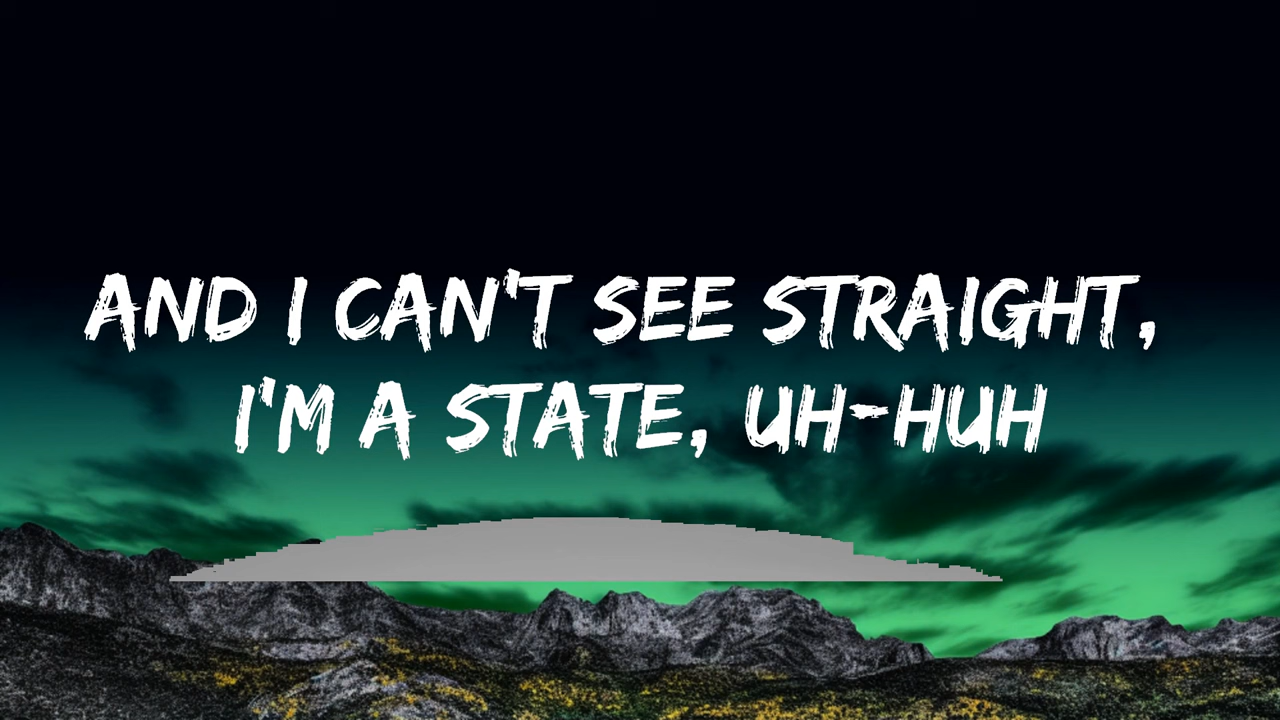 AND I CAN'T SEE STRAIGHT,
I'M A STATE, UH-HUH